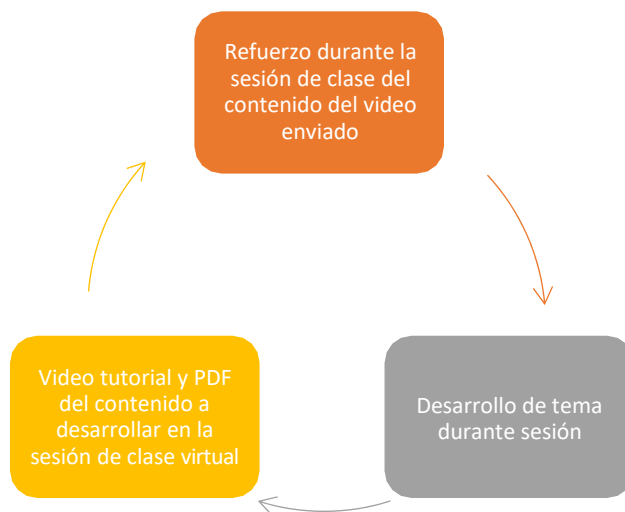 Refuerzo durante la
sesión de clase del
contenido del video
enviado
Video tutorial y PDF
del contenido a
desarrollar en la
sesión de clase virtual
Desarrollo de tema
durante sesión